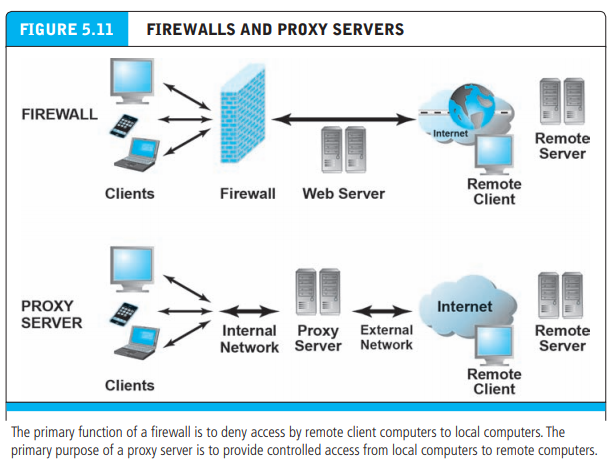 FIGURE 5.11
FIREWALLS AND PROXY SERVERS
FIREWALL
Clients
Firewall
Web Server
Internet
Remote
Client
Remote
Server
PROXY
SERVER
Clients
Internal
Network
Proxy
Server
External
Network
Internet
Remote
Client
Remote
Server
The primary function of a firewall is to deny access by remote client computers to local computers. The
primary purpose of a proxy server is to provide controlled access from local computers to remote computers.